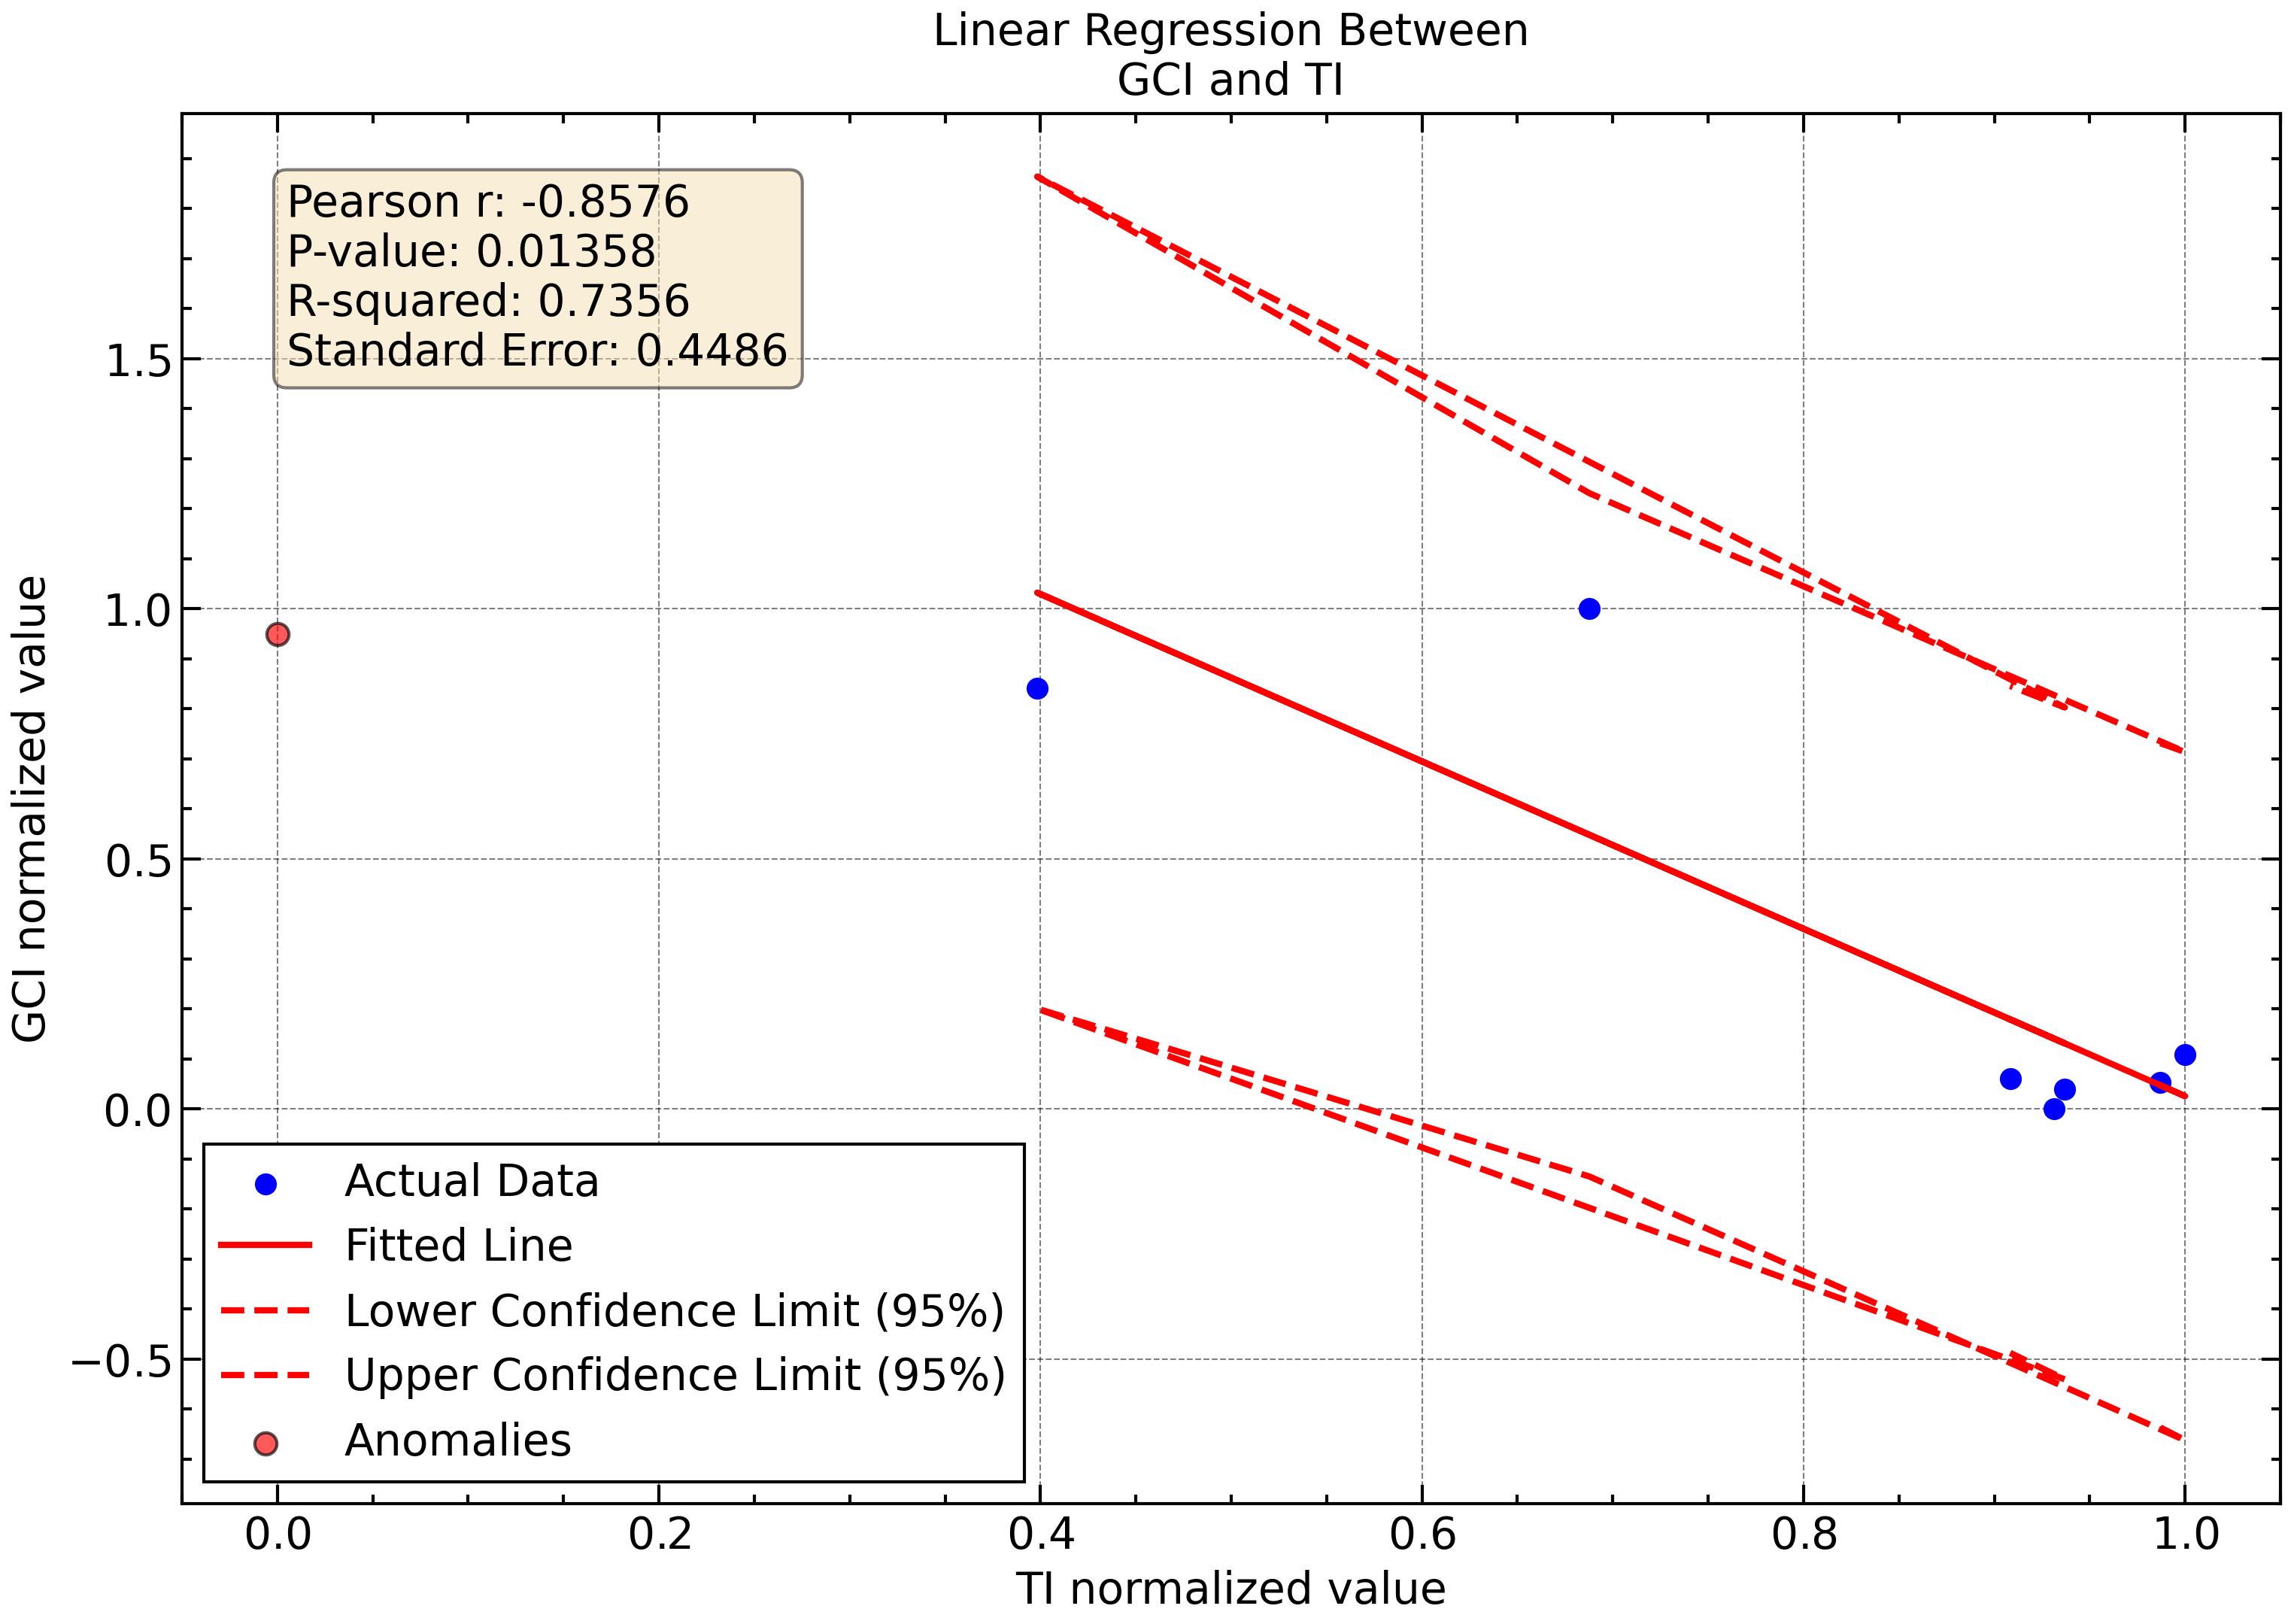 Linear Regression Between
GCI and TI
Pearson r: -0.8576
P-value: 0.01358
R-squared: 0.7356
Standard Error: 0.4486
GCI normalized value
1.5
1.0
0.5
0.0
−0.5
Actual Data
Fitted Line
Lower Confidence Limit (95%)
Upper Confidence Limit (95%)
Anomalies
0.0 0.2 0.4 0.6 0.8 1.0
TI normalized value